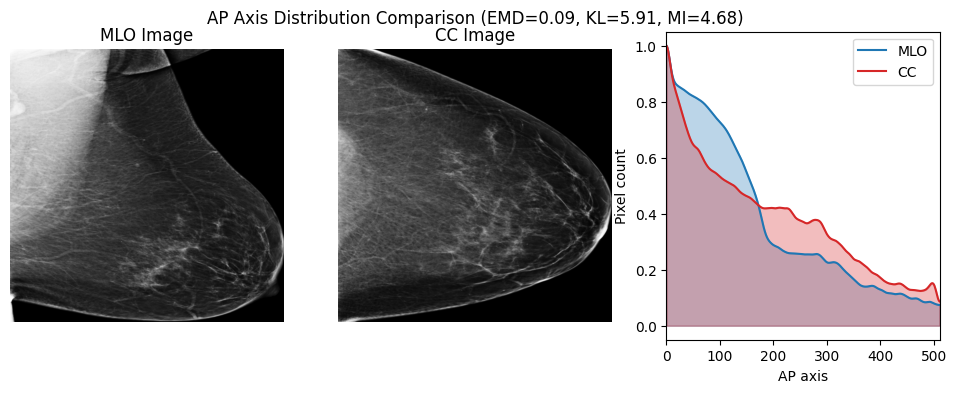 AP Axis Distribution Comparison (EMD=0.09, KL=5.91, MI=4.68)
MLO Image
CC Image
MLO
CC
1.0
0.8
0.6
0.4
0.2
0.0
Pixel count
0 100 200 300 400 500
AP axis